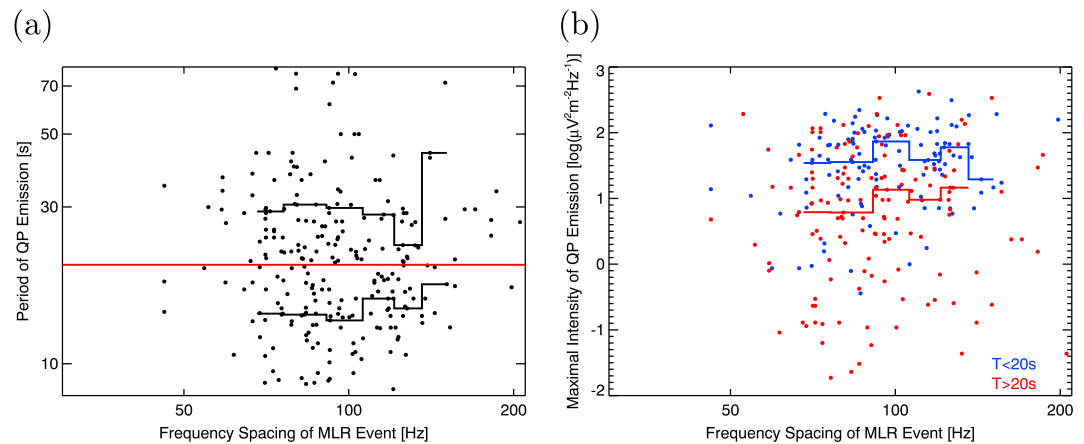 (a)
(b)
70
50
30
10
Period of QP Emission [s]
50
100
200
Frequency Spacing of MLR Event [Hz]
3
2
1
0
-1
-2
Maximal Intensity of QP Emission [log(μV²m⁻²Hz⁻¹)]
T<20s
T>20s
50
100
200
Frequency Spacing of MLR Event [Hz]